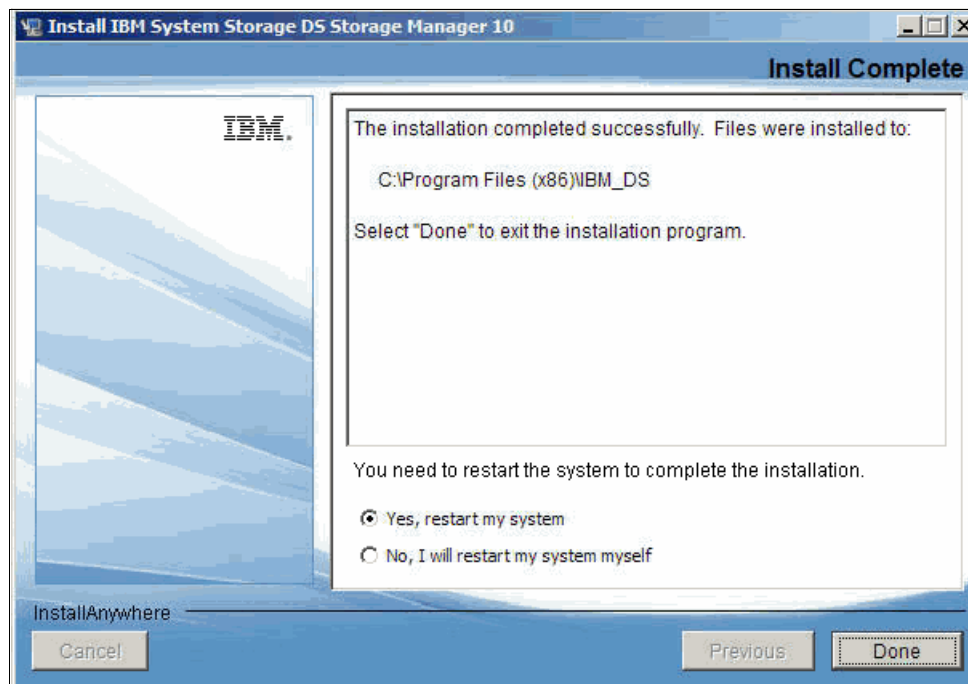 Install IBM System Storage DS Storage Manager 10
Install Complete
IBM.
The installation completed successfully. Files were installed to:
C:\Program Files (x86)\IBM_DS
Select "Done" to exit the installation program.
You need to restart the system to complete the installation.
Yes, restart my system
No, I will restart my system myself
InstallAnywhere
Cancel
Previous
Done